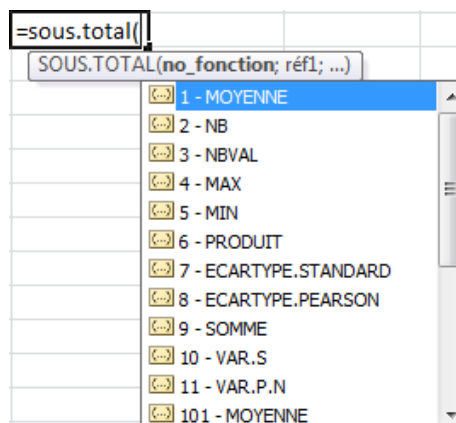 =sous.total(
SOUS.TOTAL(no_fonction; réf1; ...)
(...) 1 - MOYENNE
(...) 2 - NB
(...) 3 - NBVAL
(...) 4 - MAX
(...) 5 - MIN
(...) 6 - PRODUIT
(...) 7 - ECARTYPE.STANDARD
(...) 8 - ECARTYPE.PEARSON
(...) 9 - SOMME
(...) 10 - VAR.S
(...) 11 - VAR.P.N
(...) 101 - MOYENNE